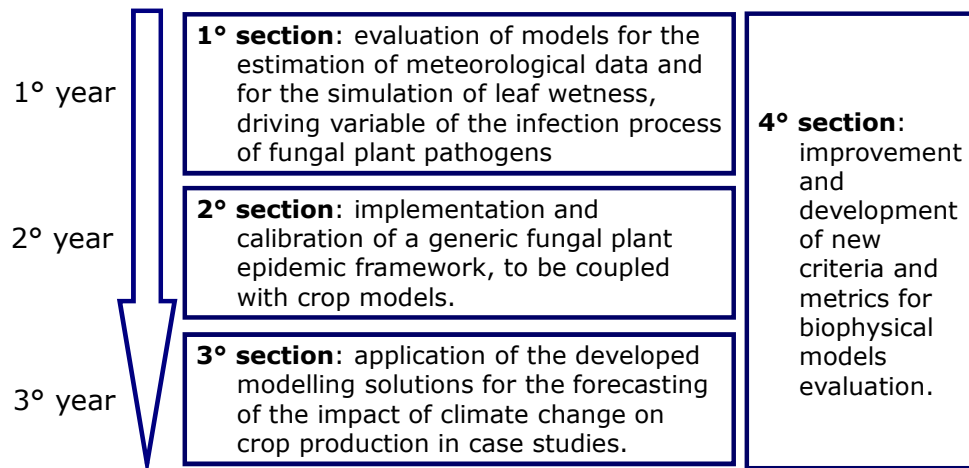 1° year
1° section: evaluation of models for the
estimation of meteorological data and
for the simulation of leaf wetness,
driving variable of the infection process
of fungal plant pathogens
2° year
2° section: implementation and
calibration of a generic fungal plant
epidemic framework, to be coupled
with crop models.
3° year
3° section: application of the developed
modelling solutions for the forecasting
of the impact of climate change on
crop production in case studies.
4° section:
improvement
and
development
of new
criteria and
metrics for
biophysical
models
evaluation.